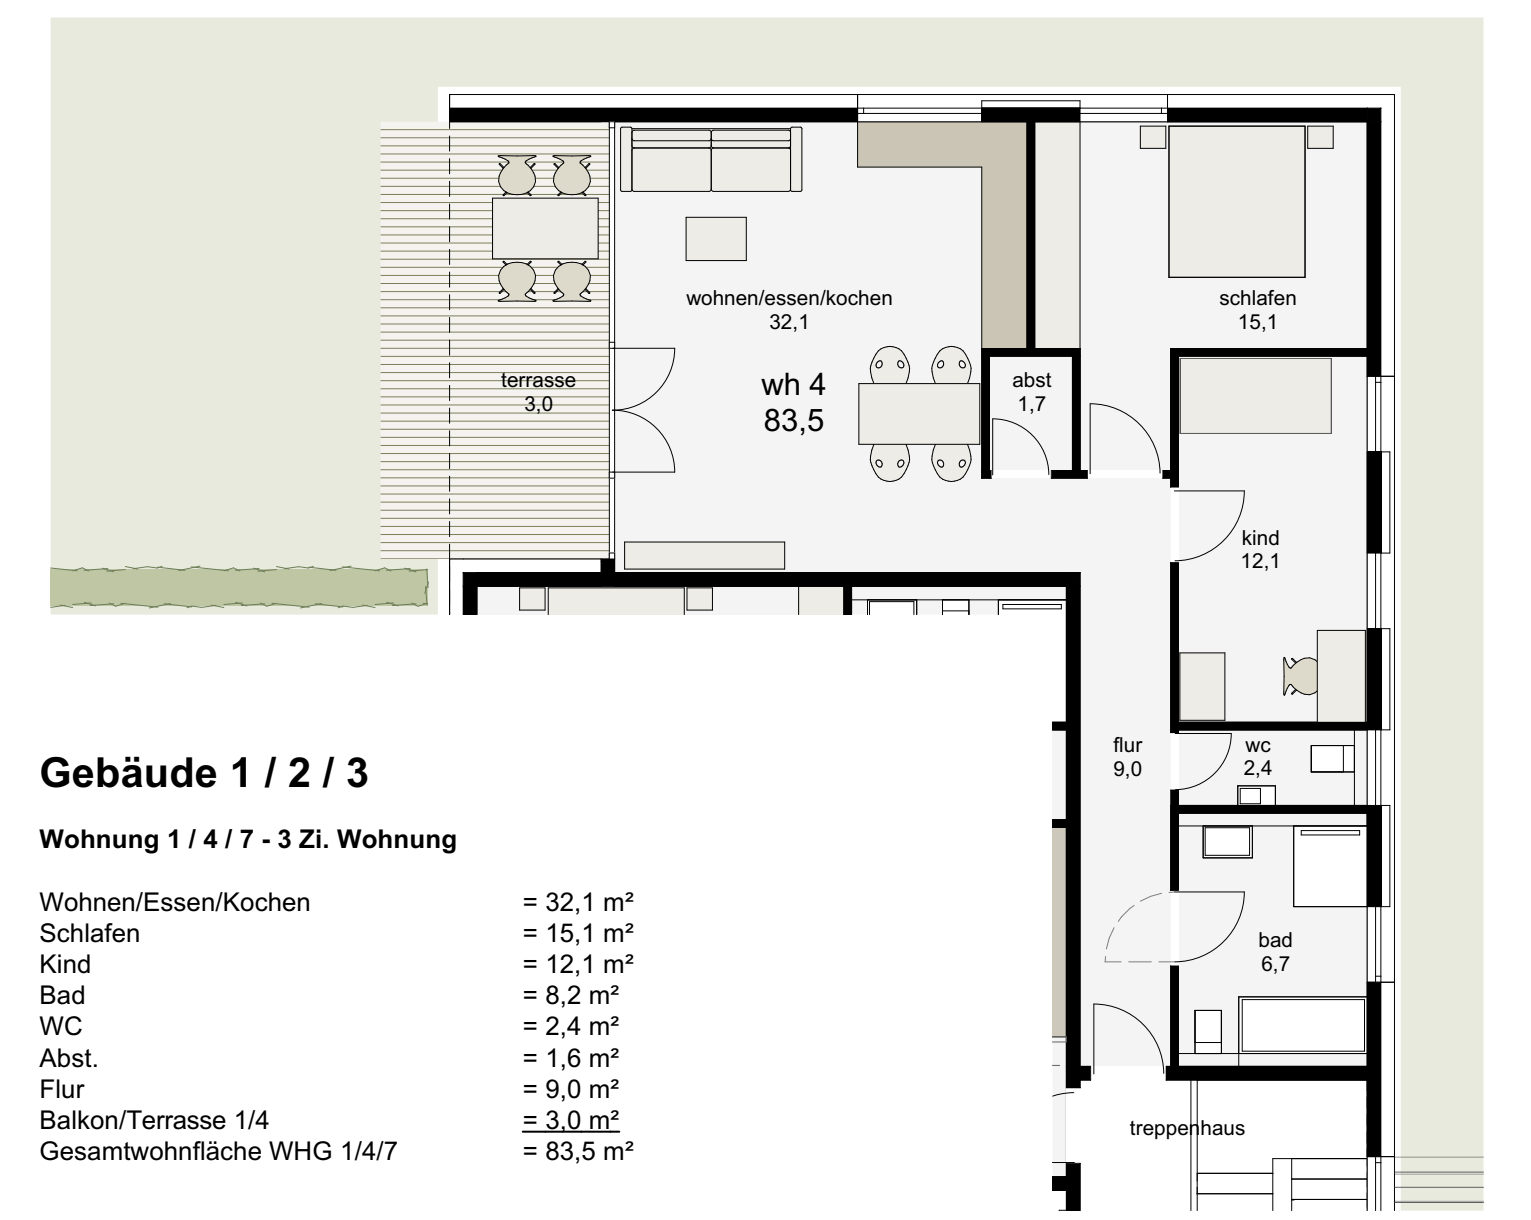 wohnen/essen/kochen
32,1
schlafen
15,1
terrasse
3,0
wh 4
83,5
abst
1,7
kind
12,1
flur
9,0
wc
2,4
bad
6,7
treppenhaus
Gebäude 1 / 2 / 3
Wohnung 1 / 4 / 7 - 3 Zi. Wohnung
Wohnen/Essen/Kochen = 32,1 m²
Schlafen = 15,1 m²
Kind = 12,1 m²
Bad = 8,2 m²
WC = 2,4 m²
Abst. = 1,6 m²
Flur = 9,0 m²
Balkon/Terrasse 1/4 = 3,0 m²
Gesamtwohnfläche WHG 1/4/7 = 83,5 m²